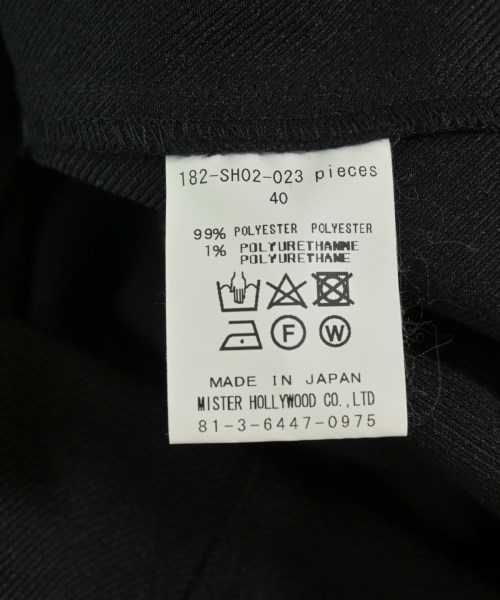 182-SH02-023 pieces
40
99% POLYESTER POLYESTER
1% POLYURETHANNE
POLYURETHANE
F W
MADE IN JAPAN
MISTER HOLLYWOOD CO.,LTD
81-3-6447-0975